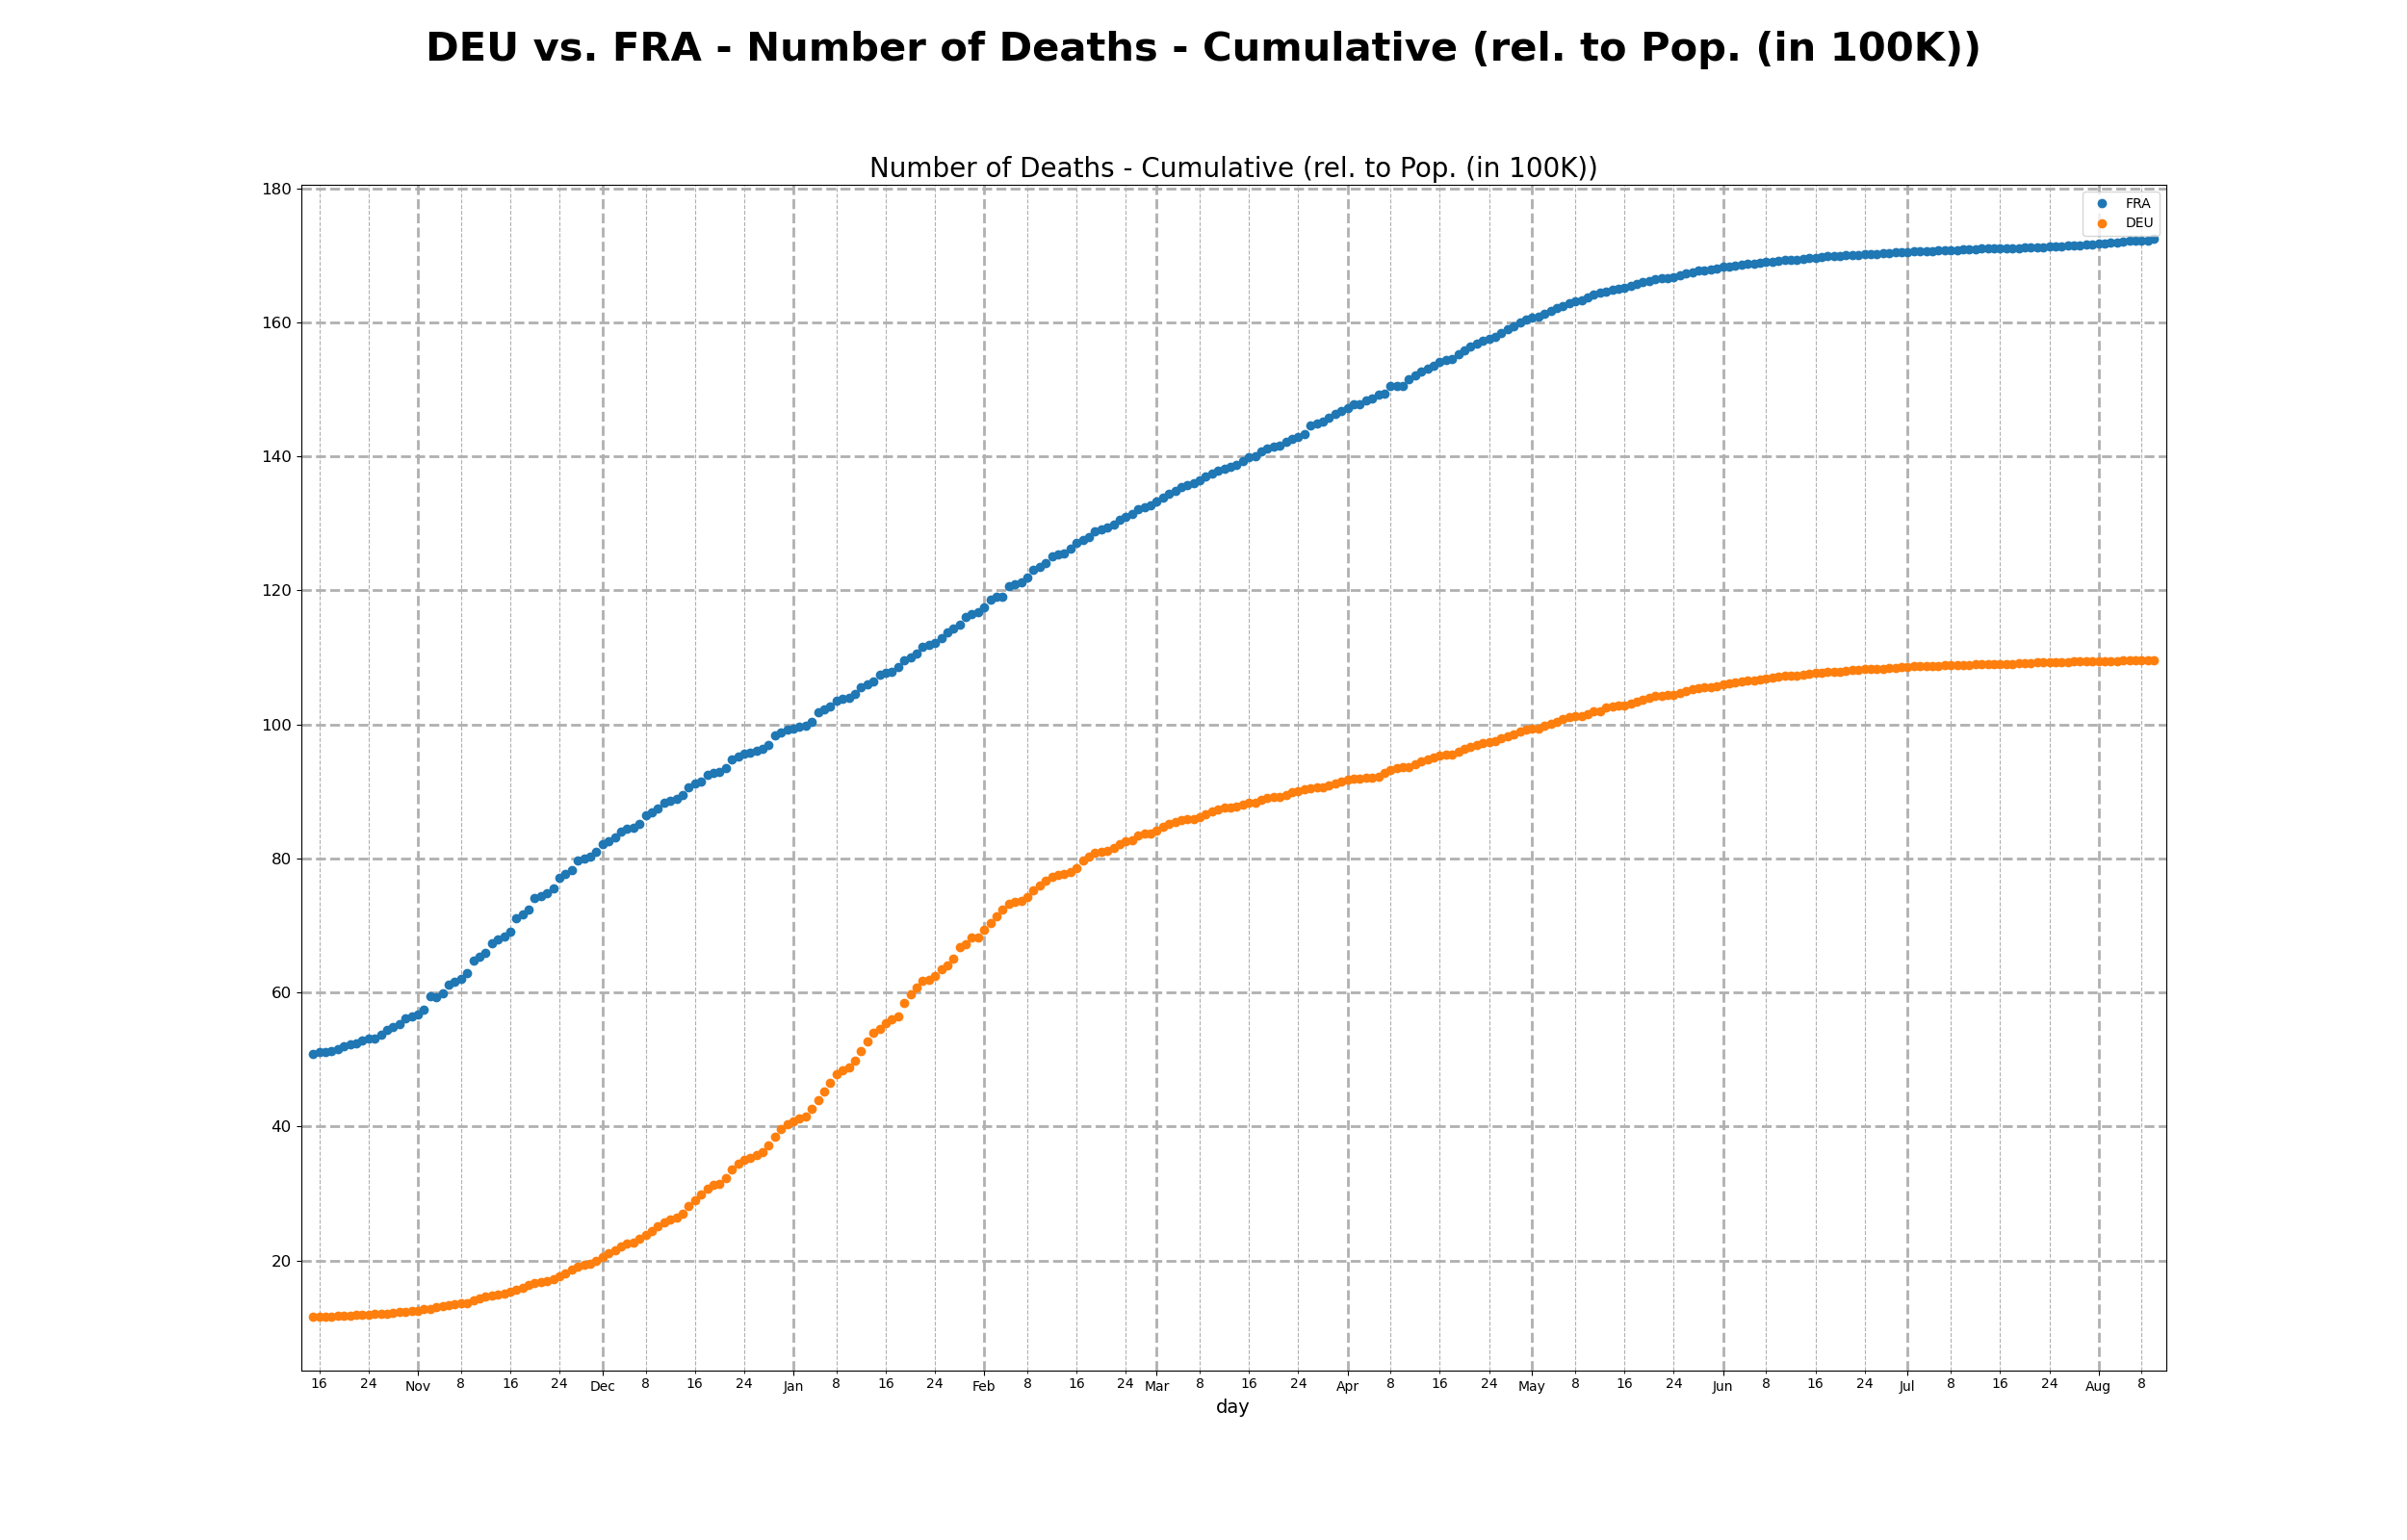 DEU vs. FRA - Number of Deaths - Cumulative (rel. to Pop. (in 100K))
Number of Deaths - Cumulative (rel. to Pop. (in 100K))
180
FRA
DEU
160
140
120
100
80
60
40
20
16 24 Nov 8 16 24 Dec 8 16 24 Jan 8 16 24 Feb 8 16 24 Mar 8 16 24 Apr 8 16 24 May 8 16 24 Jun 8 16 24 Jul 8 16 24 Aug 8
day